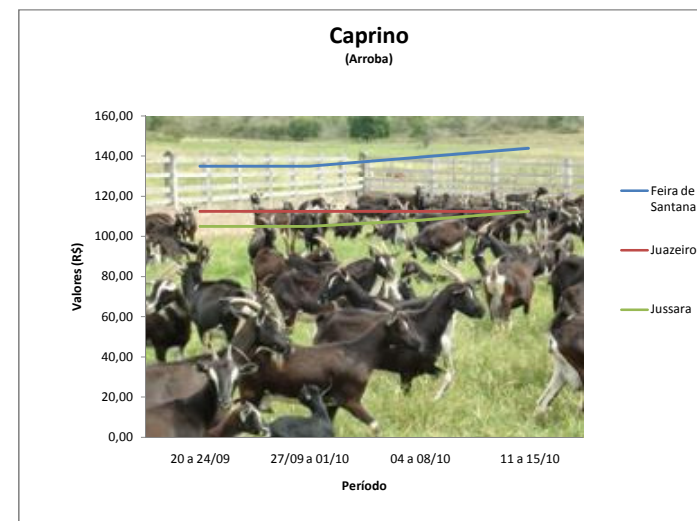 Caprino
(Arroba)
160,00
140,00
120,00
100,00
80,00
60,00
40,00
20,00
0,00
Valores (R$)
20 a 24/09
27/09 a 01/10
04 a 08/10
11 a 15/10
Período
Feira de
Santana
Juazeiro
Jussara